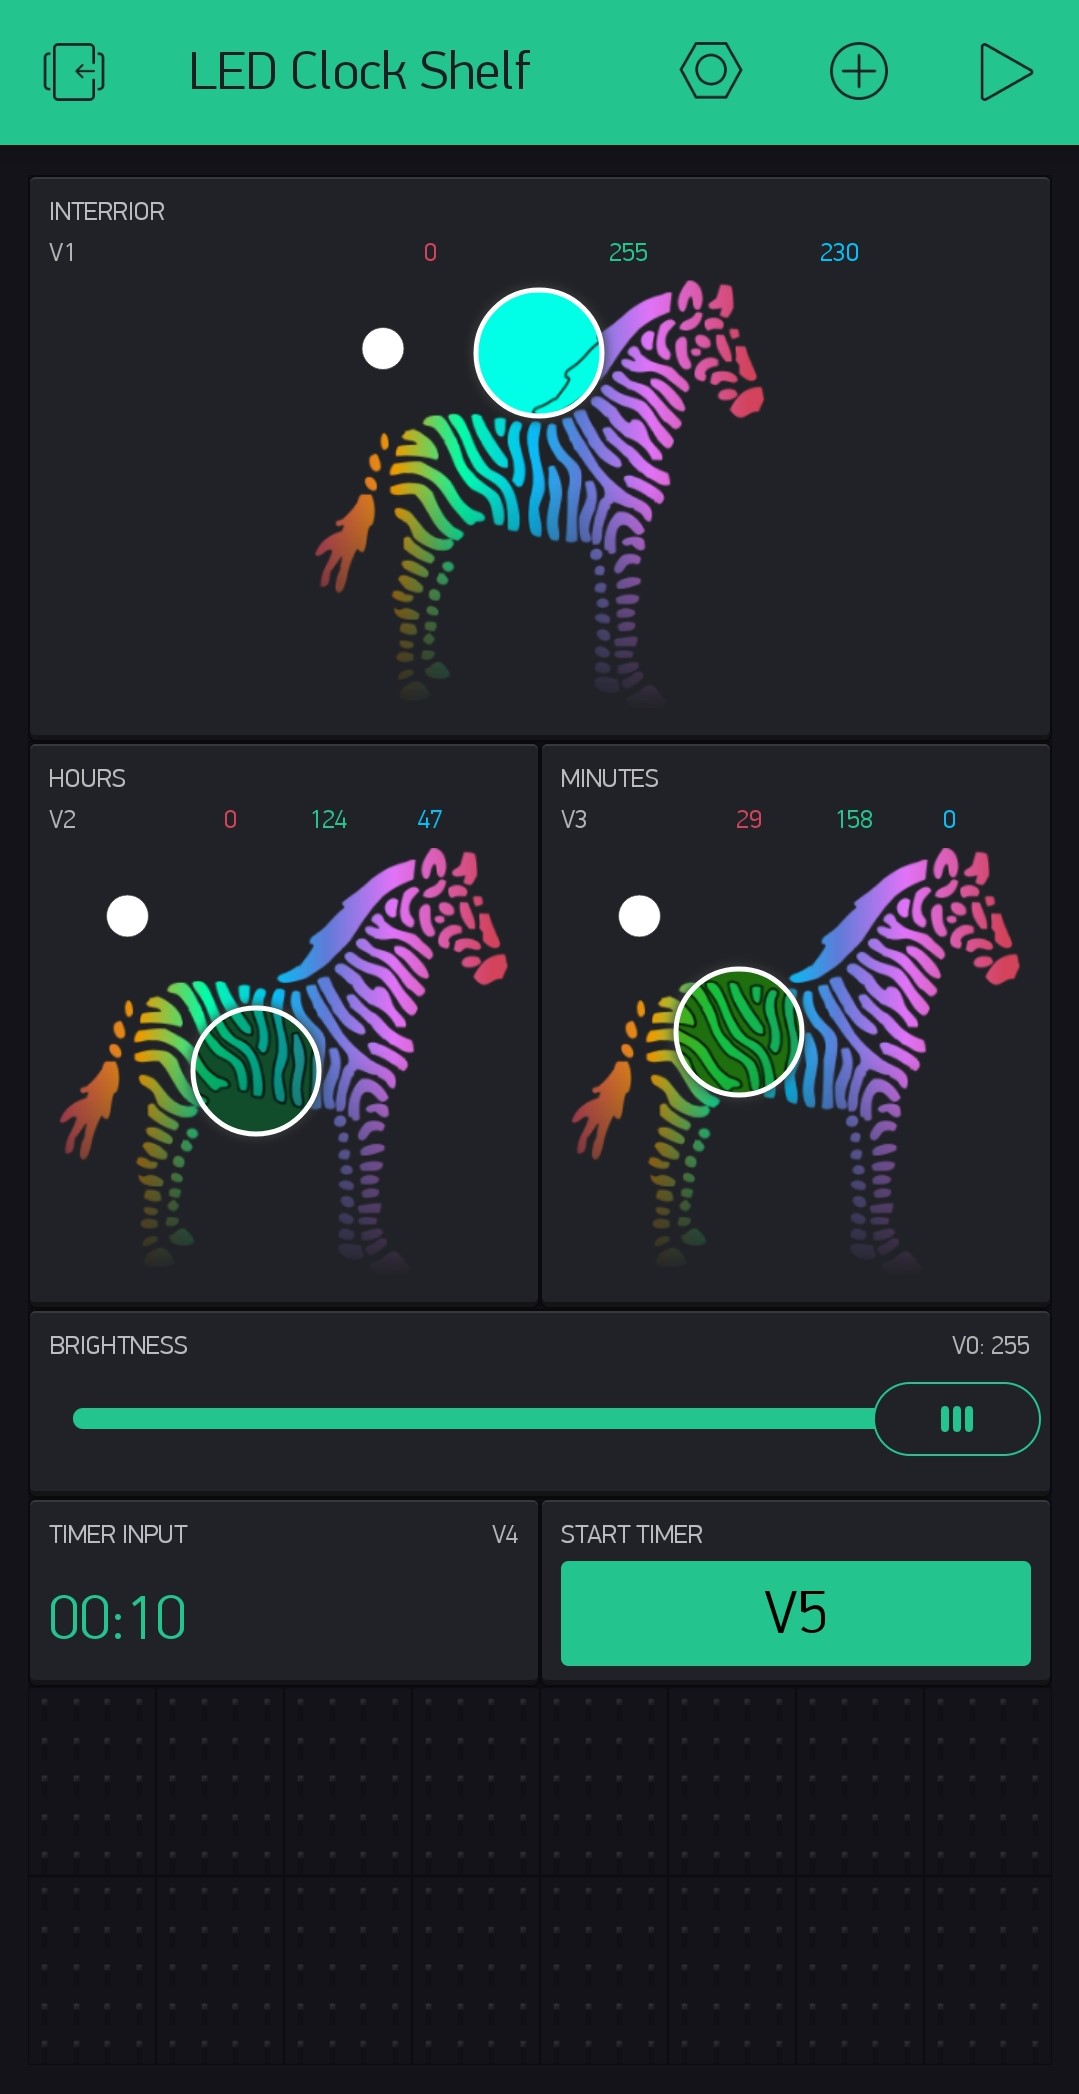 LED Clock Shelf
INTERRIOR
V1 0 255 230
HOURS
V2 0 124 47
MINUTES
V3 29 158 0
BRIGHTNESS V0: 255
TIMER INPUT V4
00:10
START TIMER
V5